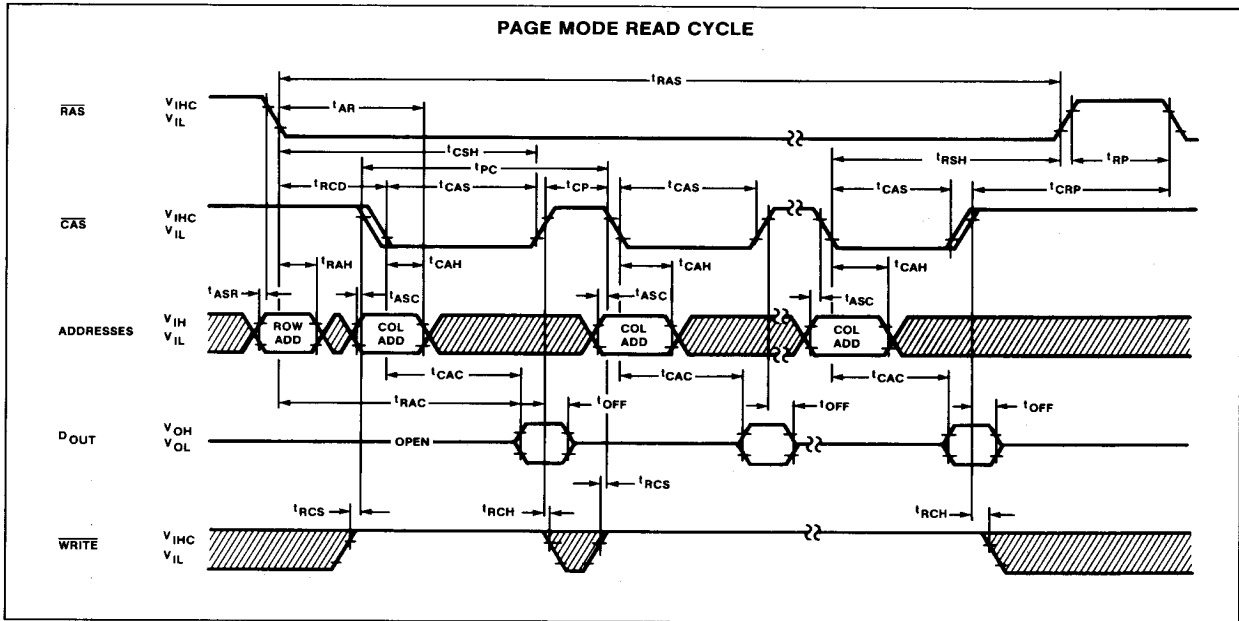 PAGE MODE READ CYCLE
tRAS
RAS VIHC
VIL
tAR
tCSH
tRSH
tRP
tPC
tRCD
tCAS
tCP
tCAS
tCAS
tCRP
CAS VIHC
VIL
tRAH
tCAH
tCAH
tCAH
tASR
tASC
tASC
tASC
ADDRESSES VIH
VIL
ROW
ADD
COL
ADD
COL
ADD
COL
ADD
tCAC
tCAC
tCAC
tRAC
tOFF
tOFF
tOFF
DOUT VOH
VOL
OPEN
tRCS
tRCS
tRCH
tRCH
WRITE VIHC
VIL